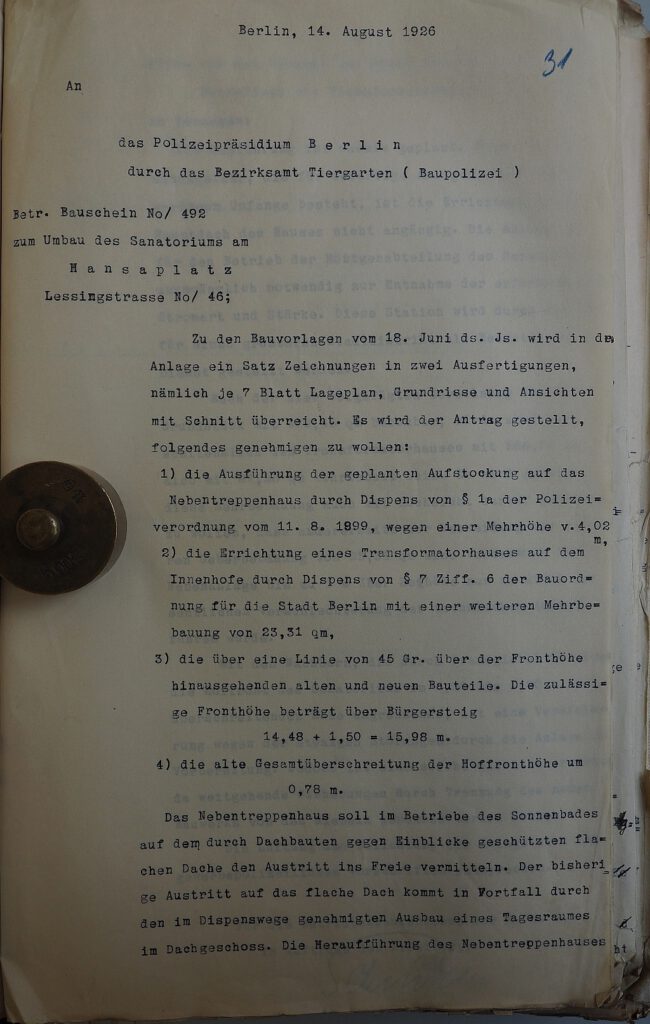 Berlin, 14. August 1926
31
An
das Polizeipräsidium B e r l i n
durch das Bezirksamt Tiergarten ( Baupolizei )
Betr. Bauschein No/ 492
zum Umbau des Sanatoriums am
H a n s a p l a t z
Lessingstrasse No/ 46;
Zu den Bauvorlagen vom 18. Juni ds. Js. wird in der
Anlage ein Satz Zeichnungen in zwei Ausfertigungen,
nämlich je 7 Blatt Lageplan, Grundrisse und Ansichten
mit Schnitt überreicht. Es wird der Antrag gestellt,
folgendes genehmigen zu wollen:
1) die Ausführung der geplanten Aufstockung auf das
Nebentreppenhaus durch Dispens von § 1a der Polizei=
verordnung vom 11. 8. 1899, wegen einer Mehrhöhe v.4,02
m,
2) die Errichtung eines Transformatorhauses auf dem
Innenhofe durch Dispens von § 7 Ziff. 6 der Bauord=
nung für die Stadt Berlin mit einer weiteren Mehrbe=
bauung von 23,31 qm,
3) die über eine Linie von 45 Gr. über der Fronthöhe
hinausgehenden alten und neuen Bauteile. Die zulässi=
ge Fronthöhe beträgt über Bürgersteig
14,48 + 1,50 = 15,98 m.
4) die alte Gesamtüberschreitung der Hoffronthöhe um
0,78 m.
Das Nebentreppenhaus soll im Betriebe des Sonnenbades
auf dem durch Dachbauten gegen Einblicke geschützten fla=
chen Dache den Austritt ins Freie vermitteln. Der bisheri=
ge Austritt auf das flache Dach kommt in Fortfall durch
den im Dispenswege genehmigten Ausbau eines Tagesraumes
im Dachgeschoss. Die Heraufführung des Nebentreppenhauses